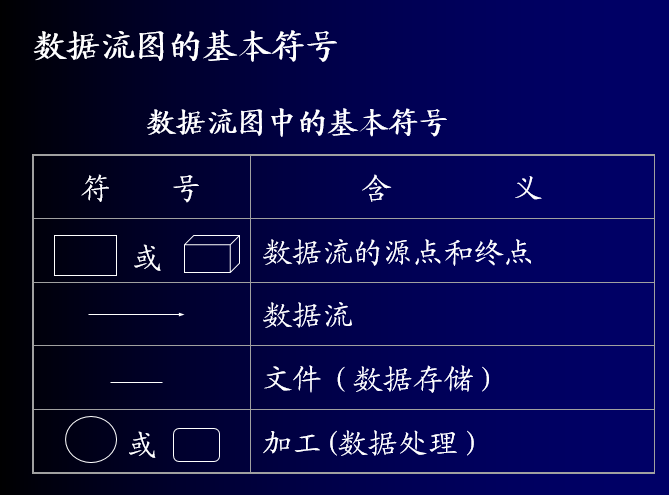 数据流图的基本符号
数据流图中的基本符号
符 号 含 义
或 数据流的源点和终点
数据流
文件（数据存储）
或 加工(数据处理）